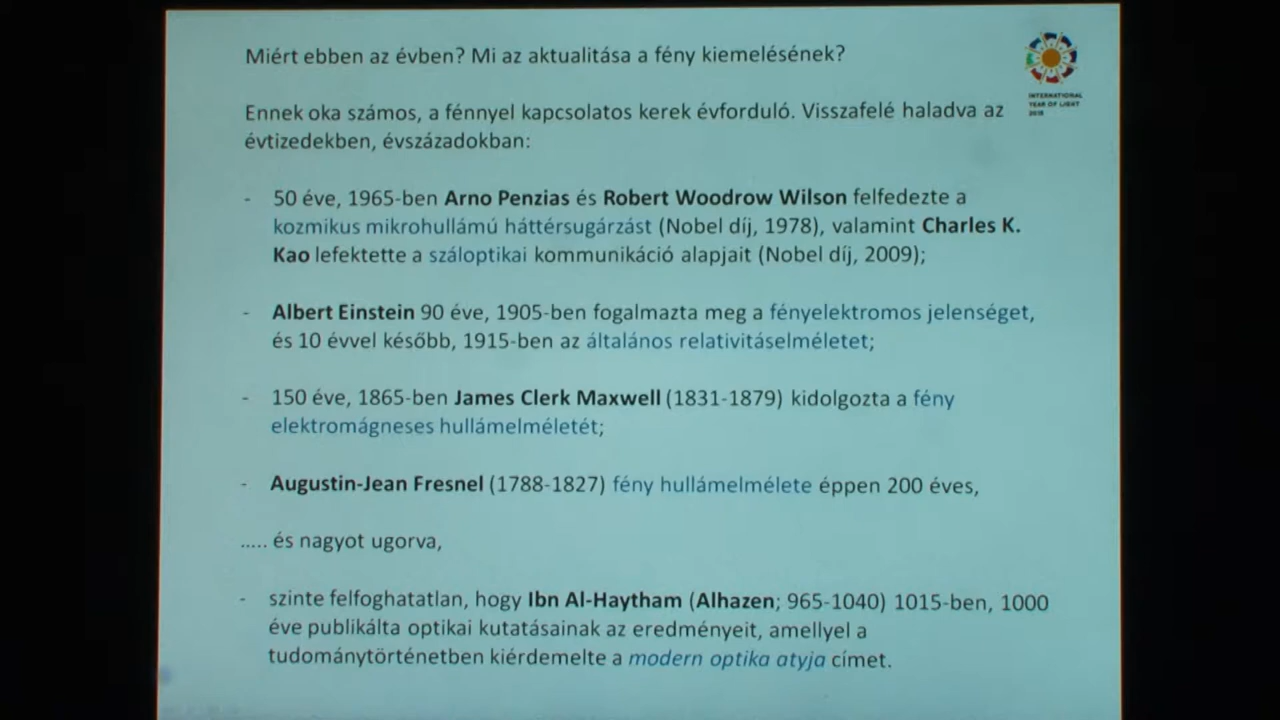 Miért ebben az évben? Mi az aktualitása a fény kiemelésének?
INTERNATIONAL
YEAR OF LIGHT
2015
Ennek oka számos, a fénnyel kapcsolatos kerek évforduló. Visszafelé haladva az
évtizedekben, évszázadokban:
- 50 éve, 1965-ben Arno Penzias és Robert Woodrow Wilson felfedezte a
kozmikus mikrohullámú háttérsugárzást (Nobel díj, 1978), valamint Charles K.
Kao lefektette a száloptikai kommunikáció alapjait (Nobel díj, 2009);
- Albert Einstein 90 éve, 1905-ben fogalmazta meg a fényelektromos jelenséget,
és 10 évvel később, 1915-ben az általános relativitáselméletet;
- 150 éve, 1865-ben James Clerk Maxwell (1831-1879) kidolgozta a fény
elektromágneses hullámelméletét;
- Augustin-Jean Fresnel (1788-1827) fény hullámelmélete éppen 200 éves,
..... és nagyot ugorva,
- szinte felfoghatatlan, hogy Ibn Al-Haytham (Alhazen; 965-1040) 1015-ben, 1000
éve publikálta optikai kutatásainak az eredményeit, amellyel a
tudománytörténetben kiérdemelte a modern optika atyja címet.